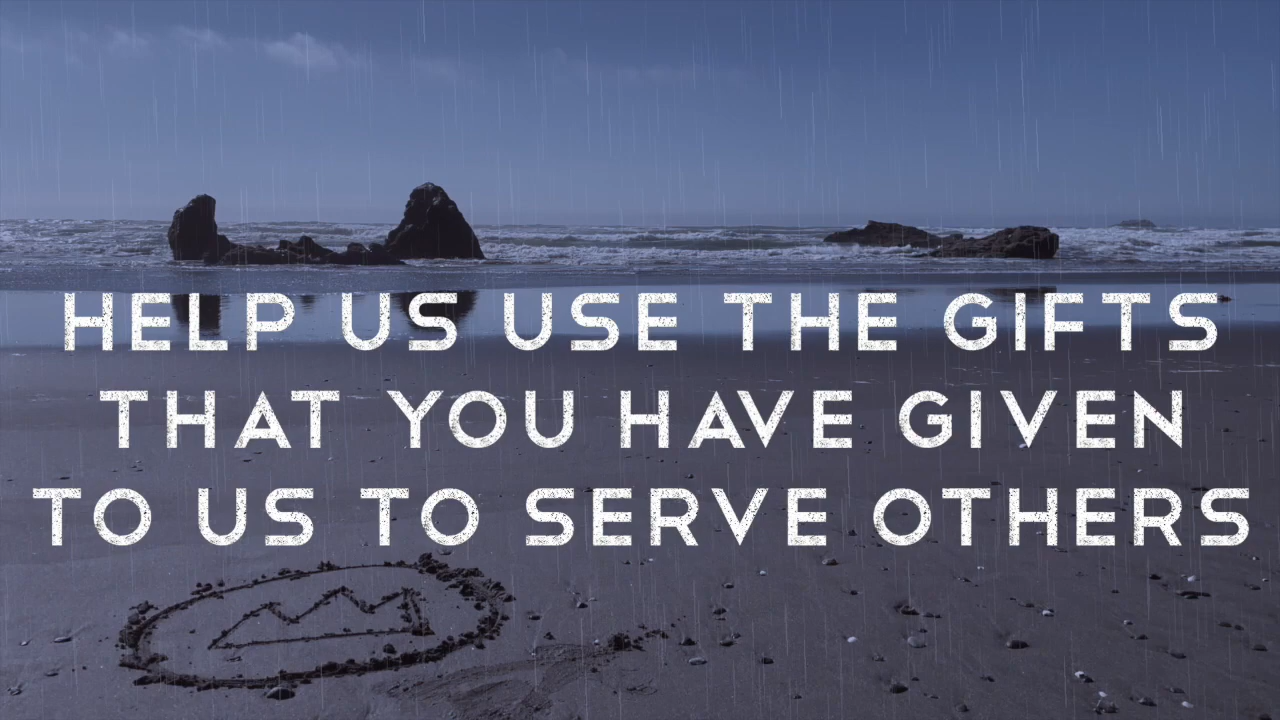 HELP US USE THE GIFTS
THAT YOU HAVE GIVEN
TO US TO SERVE OTHERS